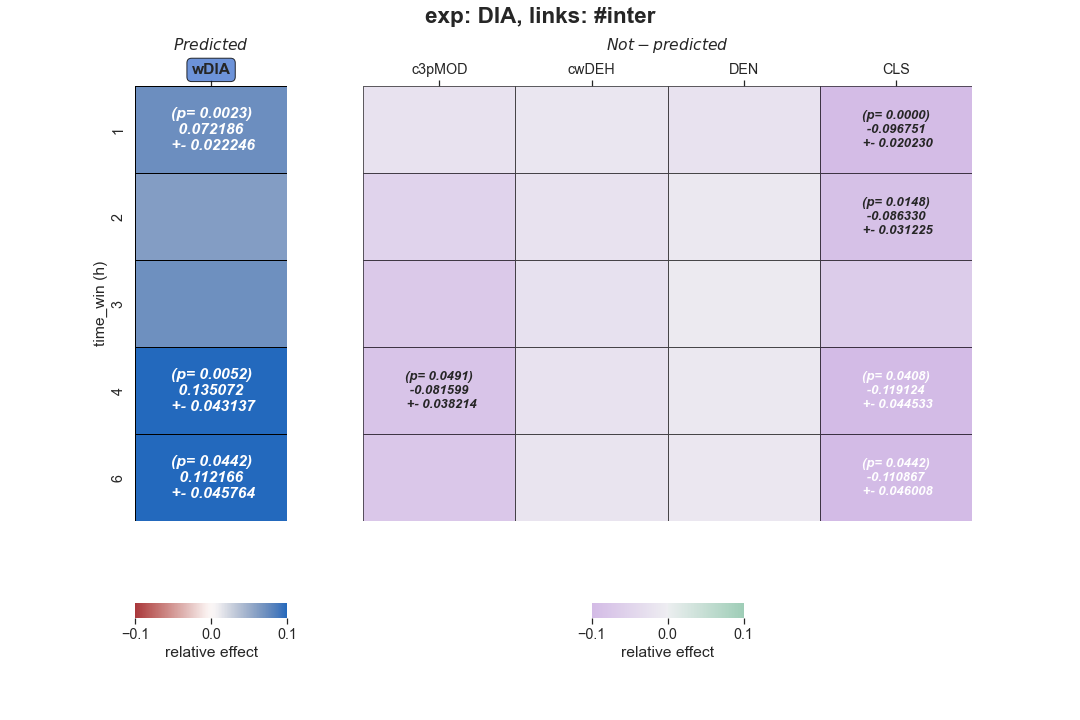 exp: DIA, links: #inter
Predicted
Not − predicted
wDIA
c3pMOD
cwDEH
DEN
CLS
time_win (h)
1
(p= 0.0023)
0.072186
+- 0.022246
(p= 0.0000)
-0.096751
+- 0.020230
2
(p= 0.0148)
-0.086330
+- 0.031225
3
4
(p= 0.0052)
0.135072
+- 0.043137
(p= 0.0491)
-0.081599
+- 0.038214
(p= 0.0408)
-0.119124
+- 0.044533
6
(p= 0.0442)
0.112166
+- 0.045764
(p= 0.0442)
-0.110867
+- 0.046008
−0.1 0.0 0.1
relative effect
−0.1 0.0 0.1
relative effect